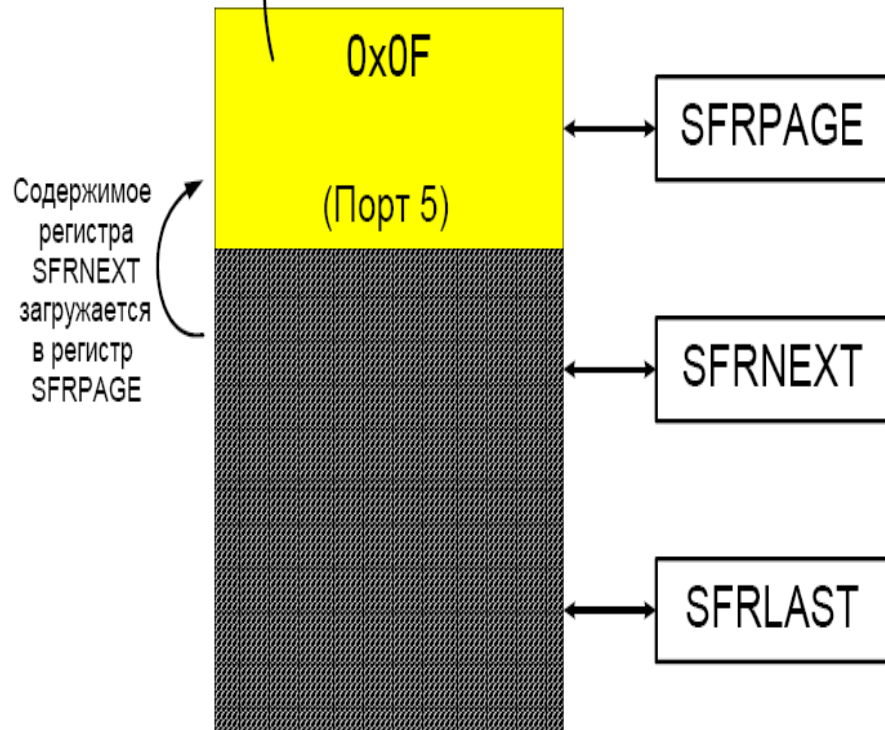 0x0F
(Порт 5)
SFRPAGE
Содержимое
регистра
SFRNEXT
загружается
в регистр
SFRPAGE
SFRNEXT
SFRLAST